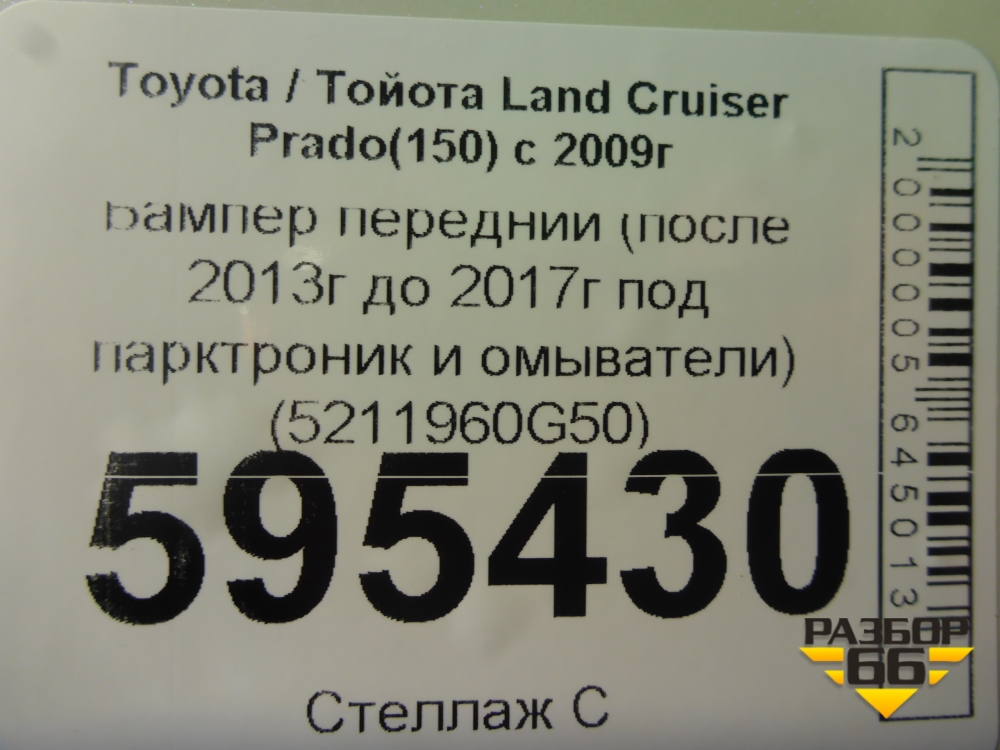 Toyota / Тойота Land Cruiser
Prado(150) с 2009г
Бампер передний (после
2013г до 2017г под
парктроник и омыватели)
(5211960G50)
595430
Стеллаж С
2000005645013
РАЗБОР
66